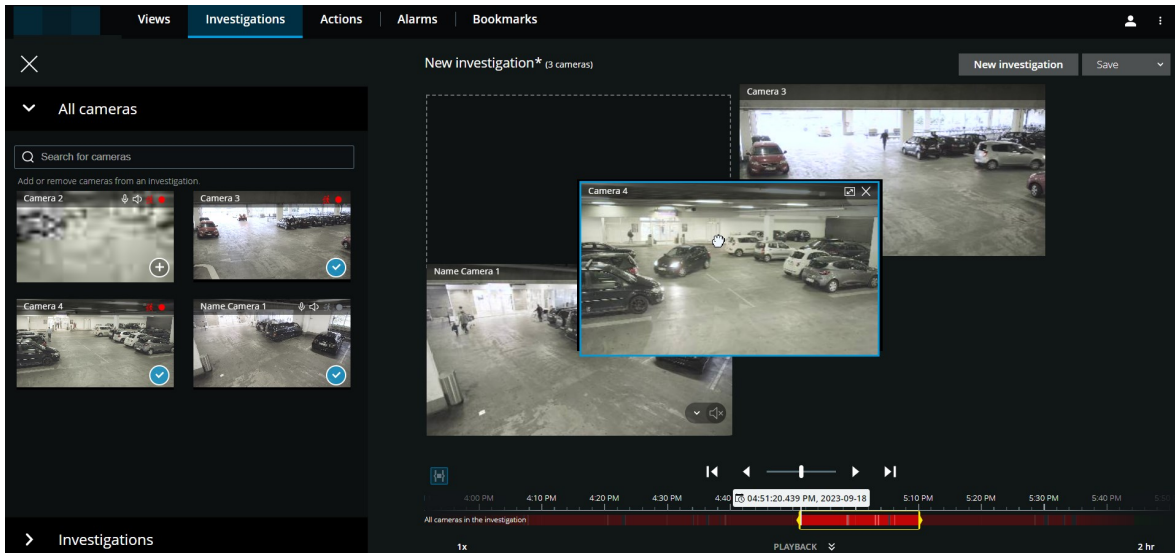 Views Investigations Actions Alarms Bookmarks
New investigation* (3 cameras)
New investigation Save
All cameras
Search for cameras
Add or remove cameras from an investigation.
Camera 2
Camera 3
Camera 4
Name Camera 1
Camera 3
Camera 4
Name Camera 1
4:00 PM 4:10 PM 4:20 PM 4:30 PM 4:40 04:51:20.439 PM, 2023-09-18 5:10 PM 5:20 PM 5:30 PM 5:40 PM
All cameras in the investigation
Investigations
1x PLAYBACK 2 hr